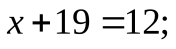 x + 19 = 12;